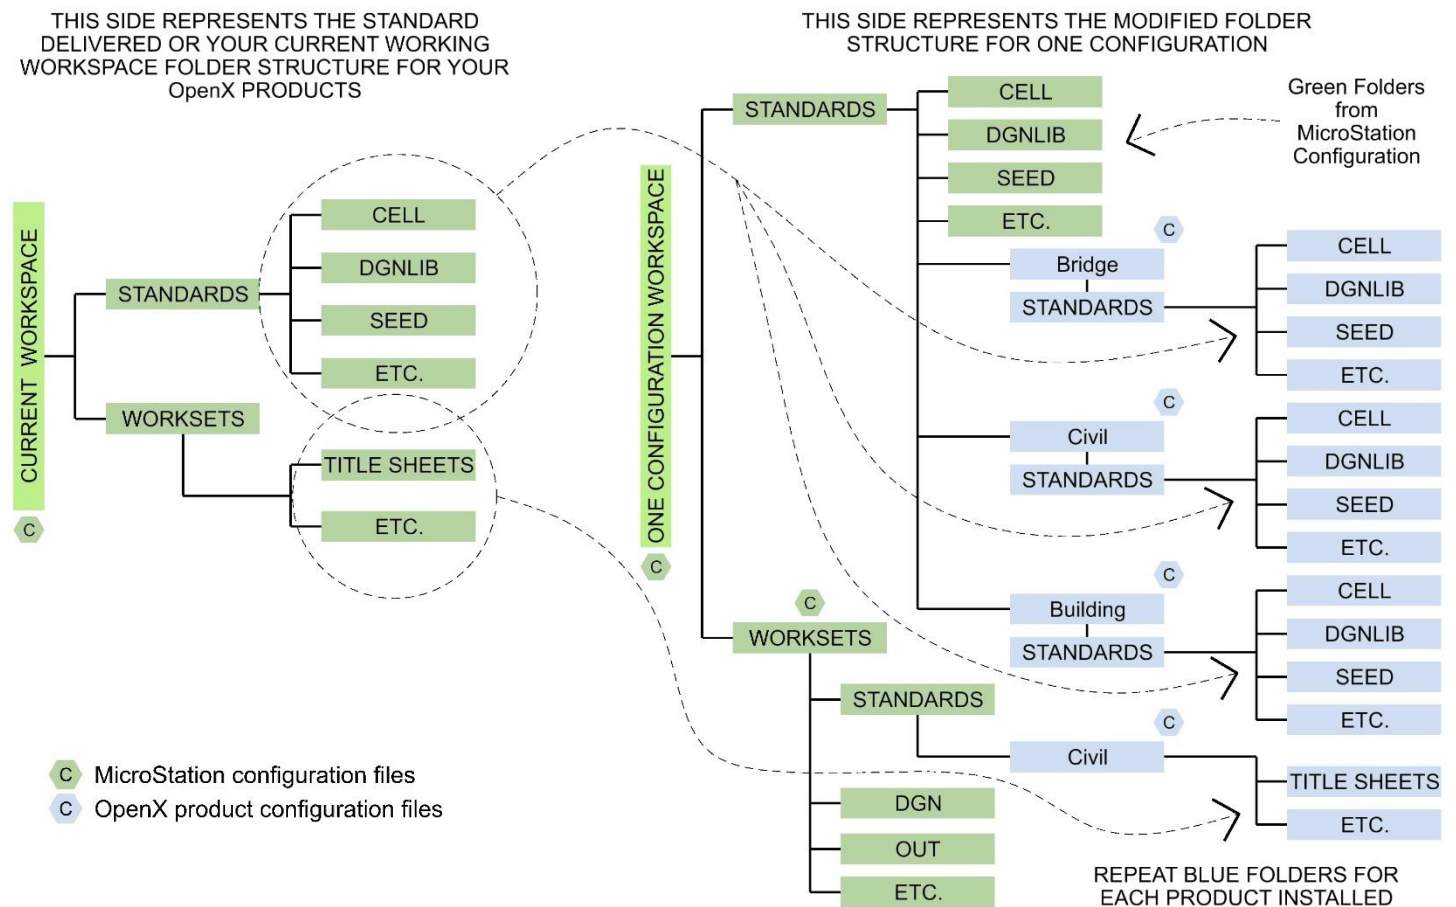 THIS SIDE REPRESENTS THE STANDARD
DELIVERED OR YOUR CURRENT WORKING
WORKSPACE FOLDER STRUCTURE FOR YOUR
OpenX PRODUCTS
CURRENT WORKSPACE
C
STANDARDS
CELL
DGNLIB
SEED
ETC.
WORKSETS
TITLE SHEETS
ETC.
C MicroStation configuration files
C OpenX product configuration files
THIS SIDE REPRESENTS THE MODIFIED FOLDER
STRUCTURE FOR ONE CONFIGURATION
ONE CONFIGURATION WORKSPACE
C
STANDARDS
CELL
DGNLIB
SEED
ETC.
Green Folders
from
MicroStation
Configuration
C
Bridge
STANDARDS
CELL
DGNLIB
SEED
ETC.
C
Civil
STANDARDS
CELL
DGNLIB
SEED
ETC.
C
Building
STANDARDS
CELL
DGNLIB
SEED
ETC.
C
WORKSETS
STANDARDS
C
Civil
TITLE SHEETS
ETC.
DGN
OUT
ETC.
REPEAT BLUE FOLDERS FOR
EACH PRODUCT INSTALLED